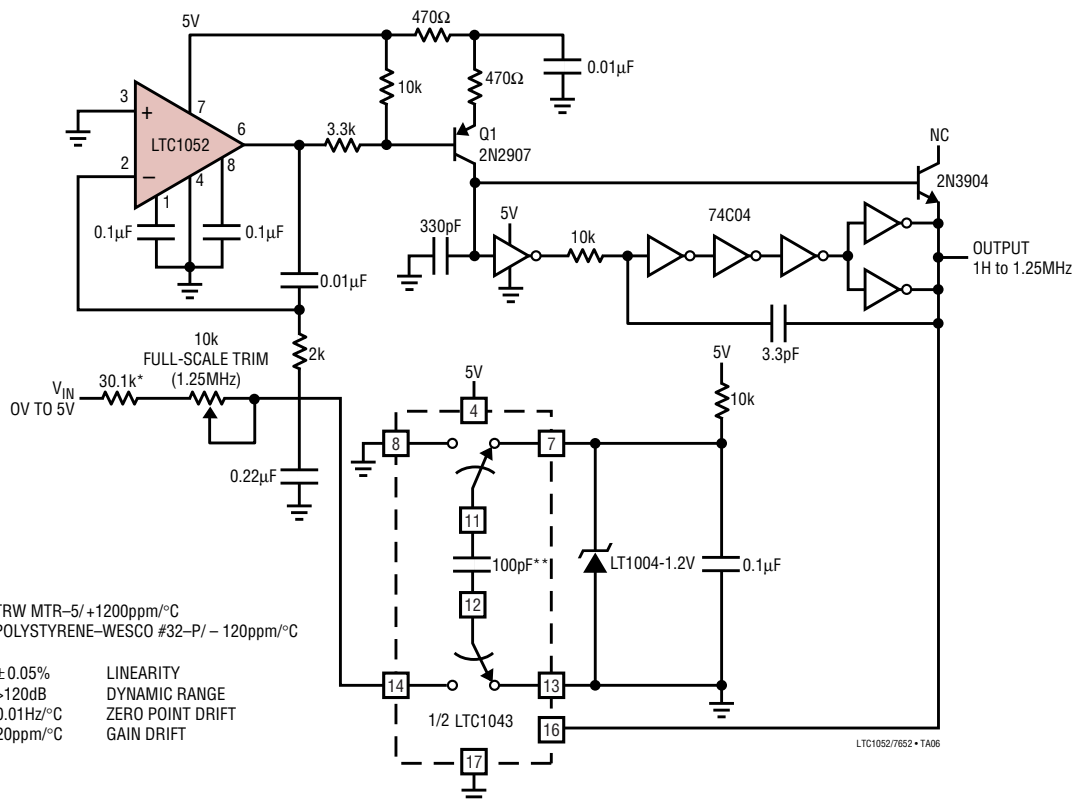 5V
470Ω
0.01µF
470Ω
10k
3
7
+
LTC1052
6
3.3k
Q1
2N2907
NC
2N3904
2
8
–
4
1
0.1µF
0.1µF
330pF
5V
10k
74C04
OUTPUT
1H to 1.25MHz
0.01µF
3.3pF
2k
10k
FULL-SCALE TRIM
(1.25MHz)
VIN
0V TO 5V
30.1k*
5V
5V
10k
4
8
7
0.22µF
11
100pF**
LT1004-1.2V
0.1µF
12
TRW MTR–5/ +1200ppm/°C
POLYSTYRENE–WESCO #32–P/ – 120ppm/°C
±0.05% LINEARITY
>120dB DYNAMIC RANGE
0.01Hz/°C ZERO POINT DRIFT
20ppm/°C GAIN DRIFT
14
13
1/2 LTC1043
16
17
LTC1052/7652 • TA06